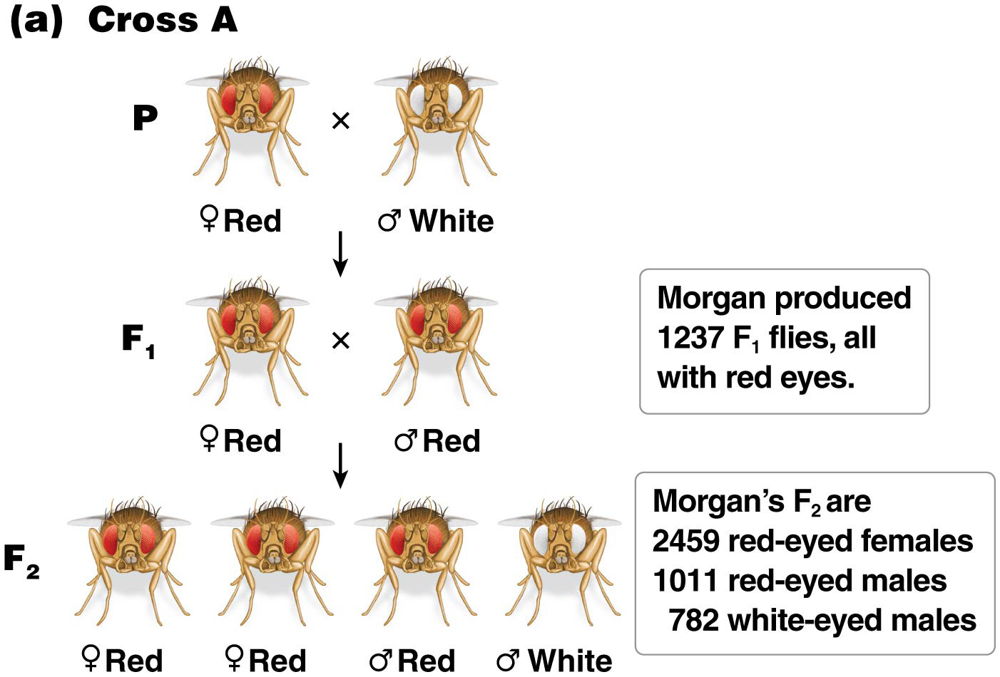 (a) Cross A
P
×
♀Red
♂ White
F₁
×
♀Red
♂Red
Morgan produced
1237 F₁ flies, all
with red eyes.
F₂
♀Red
♀Red
♂Red
♂ White
Morgan’s F₂ are
2459 red-eyed females
1011 red-eyed males
782 white-eyed males